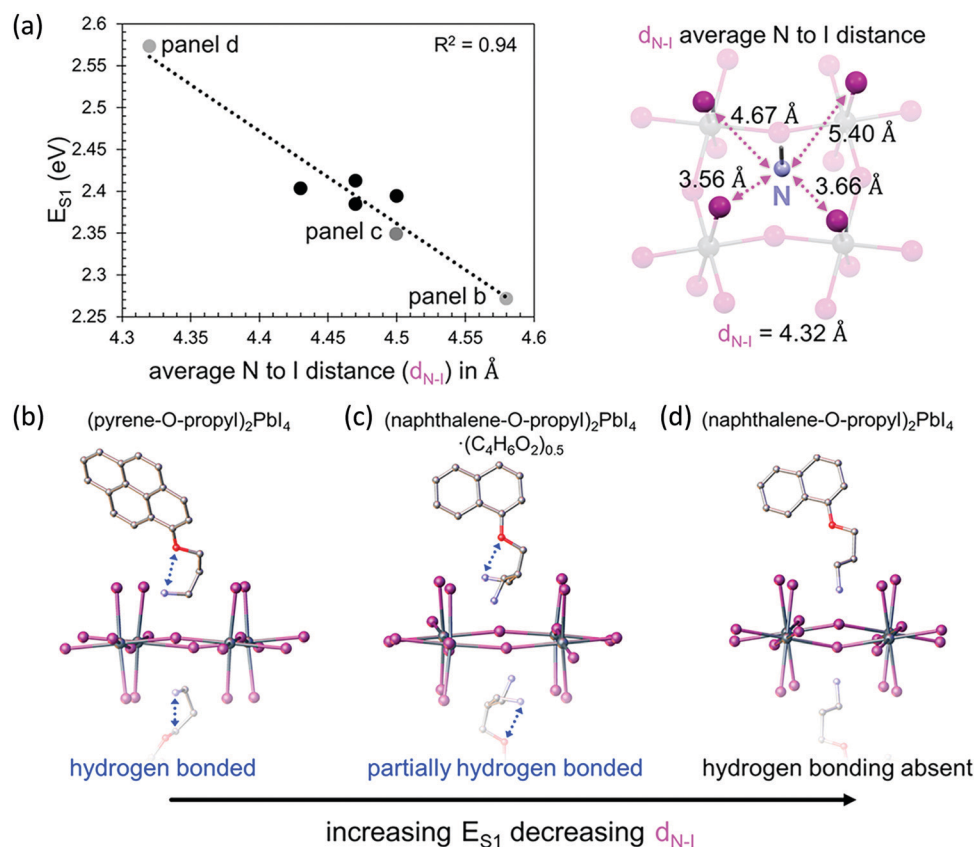 (a)
2.6
2.55
2.5
2.45
2.4
2.35
2.3
2.25
E_S1 (eV)
panel d
R² = 0.94
panel c
panel b
4.3 4.35 4.4 4.45 4.5 4.55 4.6
average N to I distance (d_N-I) in Å
d_N-I average N to I distance
4.67 Å
5.40 Å
3.56 Å
3.66 Å
N
d_N-I = 4.32 Å
(b) (pyrene-O-propyl)₂PbI₄
hydrogen bonded
(c) (naphthalene-O-propyl)₂PbI₄
·(C₄H₆O₂)₀.₅
partially hydrogen bonded
(d) (naphthalene-O-propyl)₂PbI₄
hydrogen bonding absent
increasing E_S1 decreasing d_N-I